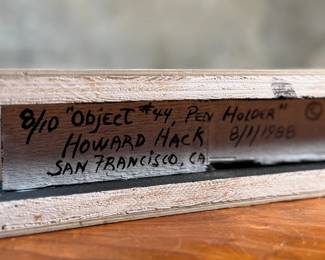 8/10 "OBJECT #44, PEN HOLDER" ©
HOWARD HACK 8/1/1988
SAN FRANCISCO, CA